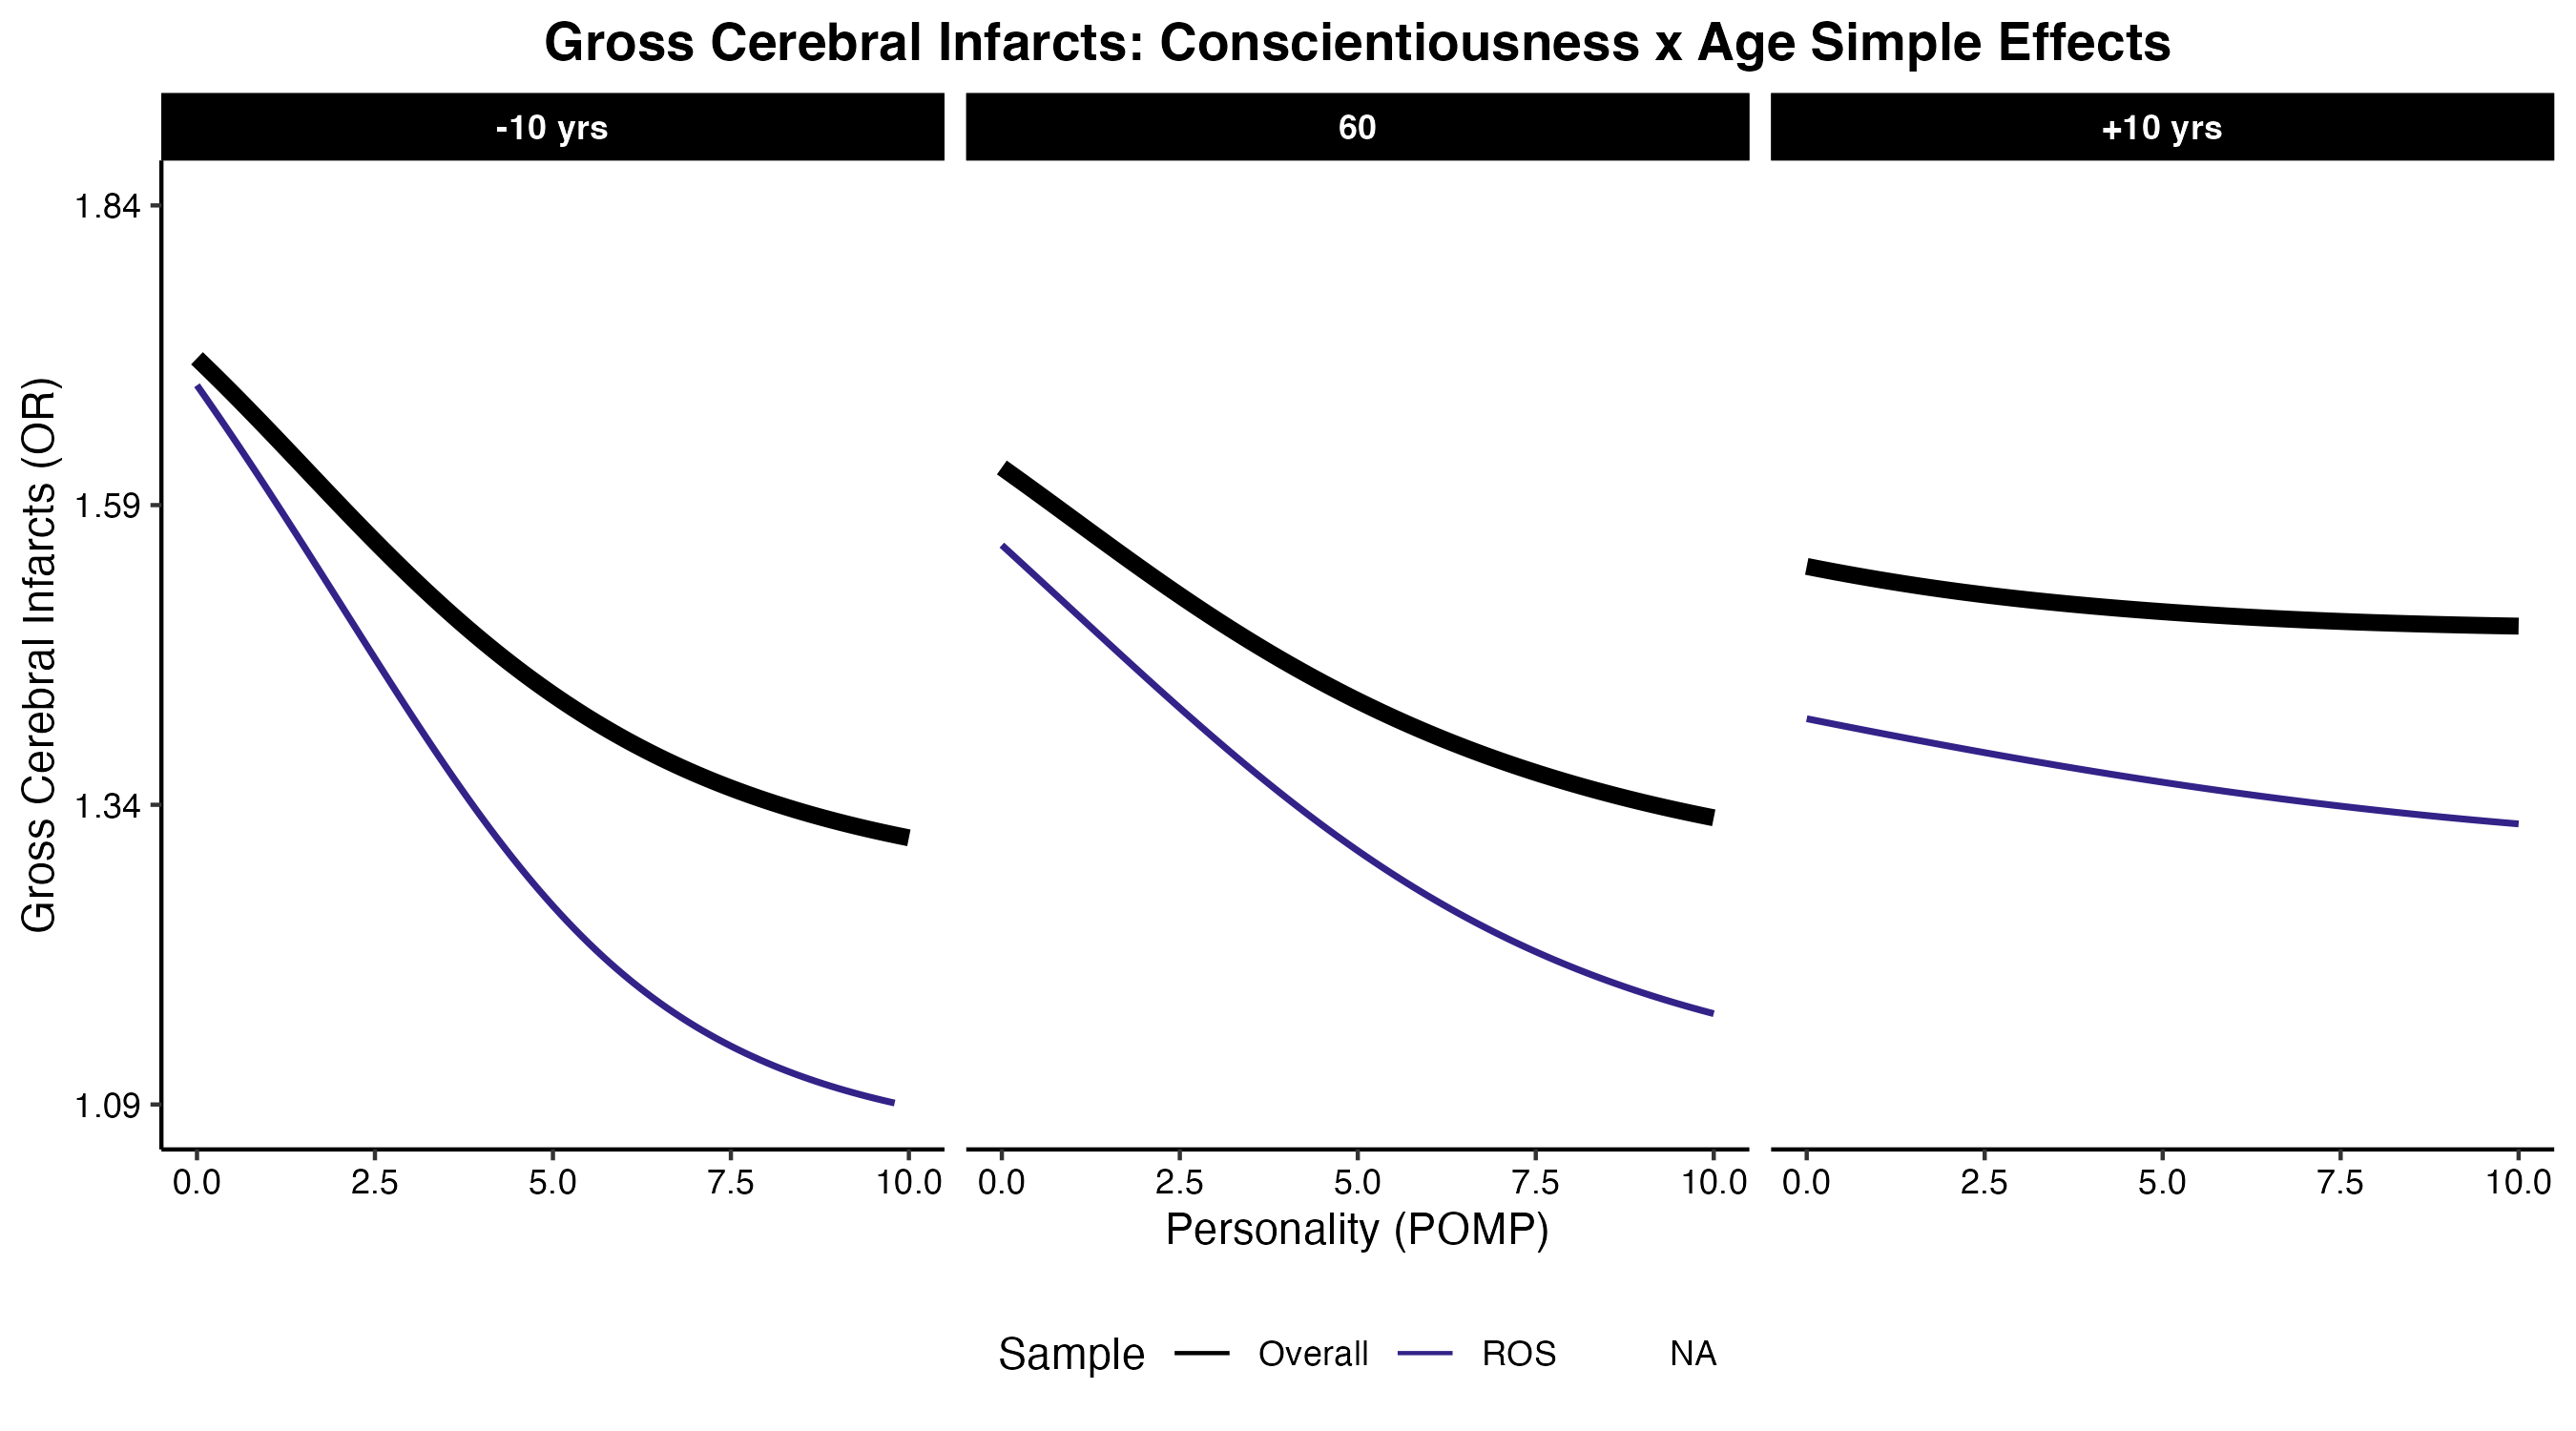 Gross Cerebral Infarcts: Conscientiousness x Age Simple Effects
-10 yrs 60 +10 yrs
Gross Cerebral Infarcts (OR)
1.84
1.59
1.34
1.09
0.0 2.5 5.0 7.5 10.0 0.0 2.5 5.0 7.5 10.0 0.0 2.5 5.0 7.5 10.0
Personality (POMP)
Sample Overall ROS NA